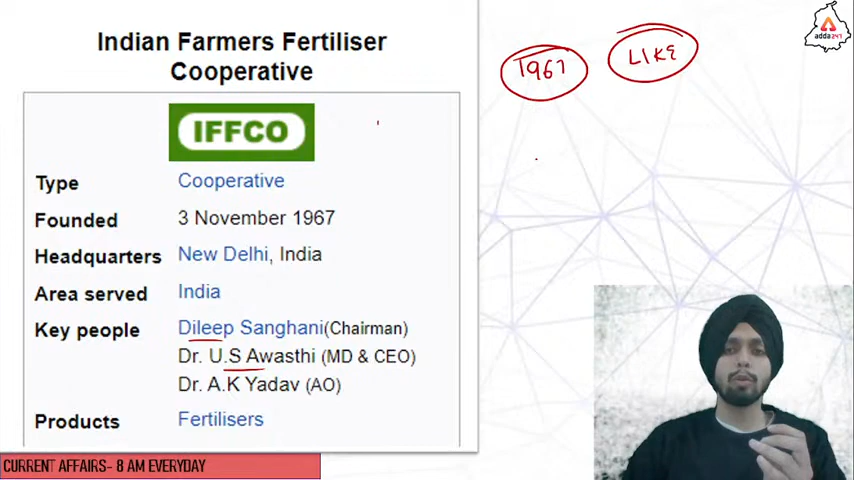 Indian Farmers Fertiliser
Cooperative
IFFCO
Type Cooperative
Founded 3 November 1967
Headquarters New Delhi, India
Area served India
Key people Dileep Sanghani(Chairman)
Dr. U.S Awasthi (MD & CEO)
Dr. A.K Yadav (AO)
Products Fertilisers
1967 LIKE
adda247
CURRENT AFFAIRS- 8 AM EVERYDAY